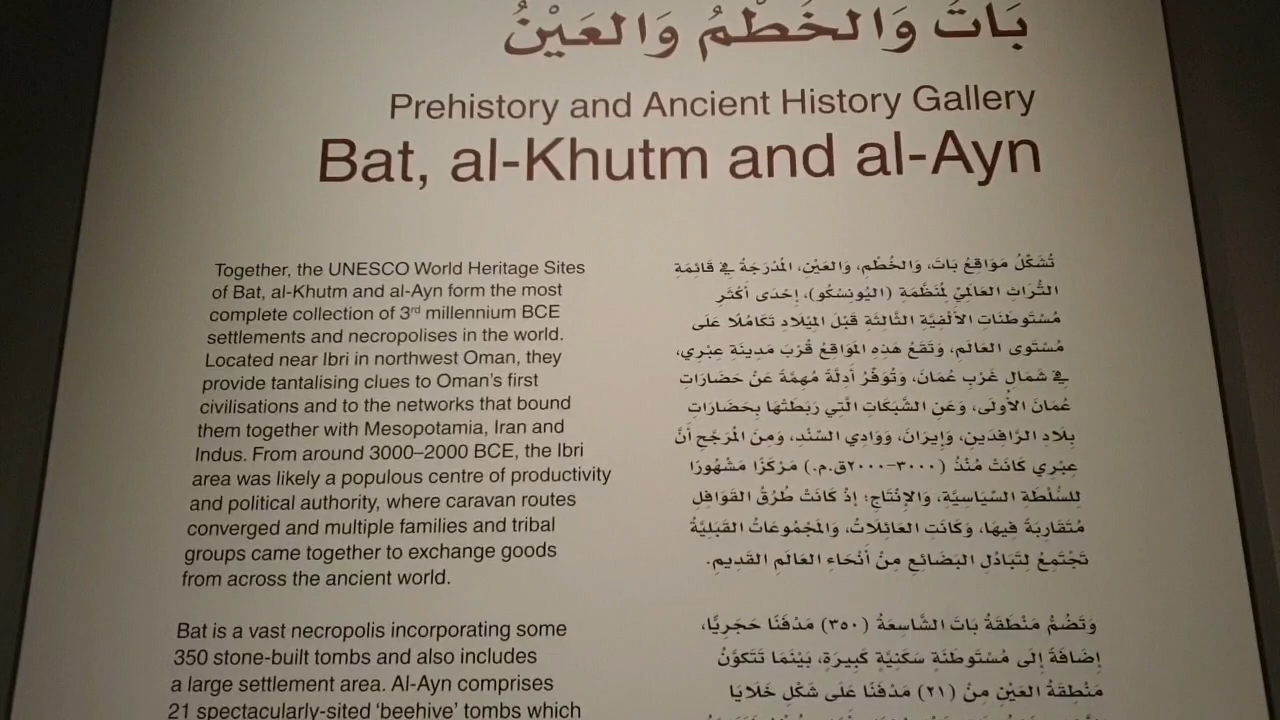 بَاتَ وَالخَطْمُ وَالعَيْنُ
Prehistory and Ancient History Gallery
Bat, al-Khutm and al-Ayn
Together, the UNESCO World Heritage Sites
of Bat, al-Khutm and al-Ayn form the most
complete collection of 3rd millennium BCE
settlements and necropolises in the world.
Located near Ibri in northwest Oman, they
provide tantalising clues to Oman's first
civilisations and to the networks that bound
them together with Mesopotamia, Iran and
Indus. From around 3000–2000 BCE, the Ibri
area was likely a populous centre of productivity
and political authority, where caravan routes
converged and multiple families and tribal
groups came together to exchange goods
from across the ancient world.
Bat is a vast necropolis incorporating some
350 stone-built tombs and also includes
a large settlement area. Al-Ayn comprises
21 spectacularly-sited 'beehive' tombs which
تُشَكِّلُ مَوَاقِعُ بَاتَ، وَالخُطْمِ، وَالعَيْنِ، المُدْرَجَةُ فِي قَائِمَةِ
التُّرَاثِ العَالَمِيِّ لِمُنَظَّمَةِ (اليُونسْكُو)، إِحْدَى أَكْثَرِ
مُسْتَوطَنَاتِ الأَلْفِيَّةِ الثَّالِثَةِ قَبْلَ المِيْلَادِ تَكَامُلًا عَلَى
مُسْتَوى العَالَمِ، وَتَقَعُ هَذِهِ المَوَاقِعُ قُرْبَ مَدِينَةِ عِبْرِي،
فِي شَمَالِ غَرْبِ عُمَانَ، وَتُوَفِّرُ أَدِلَّةً مُهِمَّةً عَنْ حَضَارَاتِ
عُمَانَ الأُولَى، وَعَنِ الشَّبَكَاتِ الَّتِي رَبَطَتْهَا بِحَضَارَاتِ
بِلَادِ الرَّافِدَينِ، وَإِيرَانَ، وَوَادِي السِّنْدِ، وَمِنَ المُرَجَّحِ أَنَّ
عِبْرِي كَانَتْ مُنْذُ (٣٠٠٠–٢٠٠٠ق.م.) مَرْكَزًا مَشْهُورًا
لِلسُّلْطَةِ السِّيَاسِيَّةِ، وَالإِنْتَاجِ؛ إِذْ كَانَتْ طُرُقُ القَوَافِلِ
مُتَقَارِبَةً فِيهَا، وَكَانَتِ العَائِلَاتُ، وَالمَجْمُوعَاتُ القَبَلِيَّةُ
تَجْتَمِعُ لِتَبَادُلِ البَضَائِعِ مِنْ أَنْحَاءِ العَالَمِ القَدِيمِ.
وَتَضُمُّ مَنْطَقَةُ بَاتَ الشَّاسِعَةُ (٣٥٠) مَدْفَنًا حَجَرِيًّا،
إِضَافَةً إِلَى مُسْتَوطَنَةٍ سَكَنِيَّةٍ كَبِيرَةٍ، بَيْنَمَا تَتَكَوَّنُ
مَنْطِقَةُ العَيْنِ مِنْ (٢١) مَدْفَنًا عَلَى شَكْلِ خَلَايَا